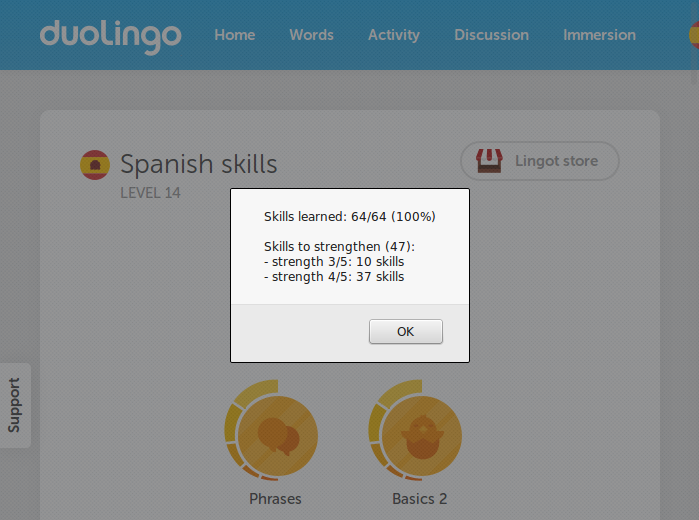 duolingo Home Words Activity Discussion Immersion
Spanish skills
Lingot store
LEVEL 14
Skills learned: 64/64 (100%)
Skills to strengthen (47):
- strength 3/5: 10 skills
- strength 4/5: 37 skills
OK
Support
Phrases Basics 2